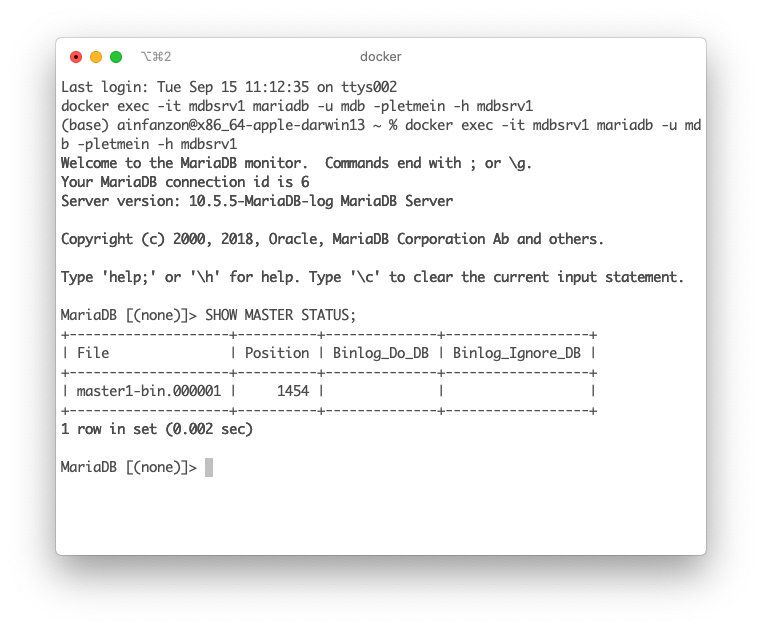 ⌥⌘2 docker
Last login: Tue Sep 15 11:12:35 on ttys002
docker exec -it mdbsrv1 mariadb -u mdb -pletmein -h mdbsrv1
(base) ainfanzon@x86_64-apple-darwin13 ~ % docker exec -it mdbsrv1 mariadb -u md
b -pletmein -h mdbsrv1
Welcome to the MariaDB monitor.  Commands end with ; or \g.
Your MariaDB connection id is 6
Server version: 10.5.5-MariaDB-log MariaDB Server

Copyright (c) 2000, 2018, Oracle, MariaDB Corporation Ab and others.

Type 'help;' or '\h' for help. Type '\c' to clear the current input statement.

MariaDB [(none)]> SHOW MASTER STATUS;
+--------------------+----------+--------------+------------------+
| File               | Position | Binlog_Do_DB | Binlog_Ignore_DB |
+--------------------+----------+--------------+------------------+
| master1-bin.000001 |     1454 |              |                  |
+--------------------+----------+--------------+------------------+
1 row in set (0.002 sec)

MariaDB [(none)]>